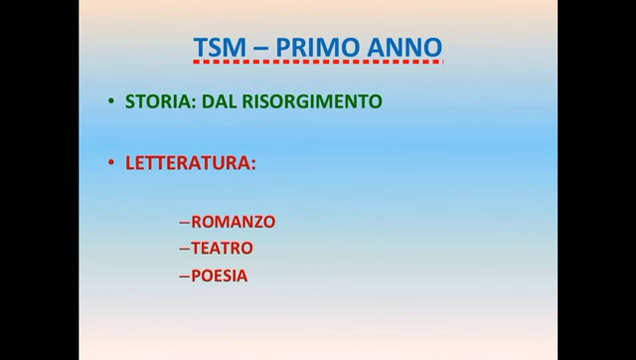 TSM – PRIMO ANNO
• STORIA: DAL RISORGIMENTO
• LETTERATURA:
–ROMANZO
–TEATRO
–POESIA